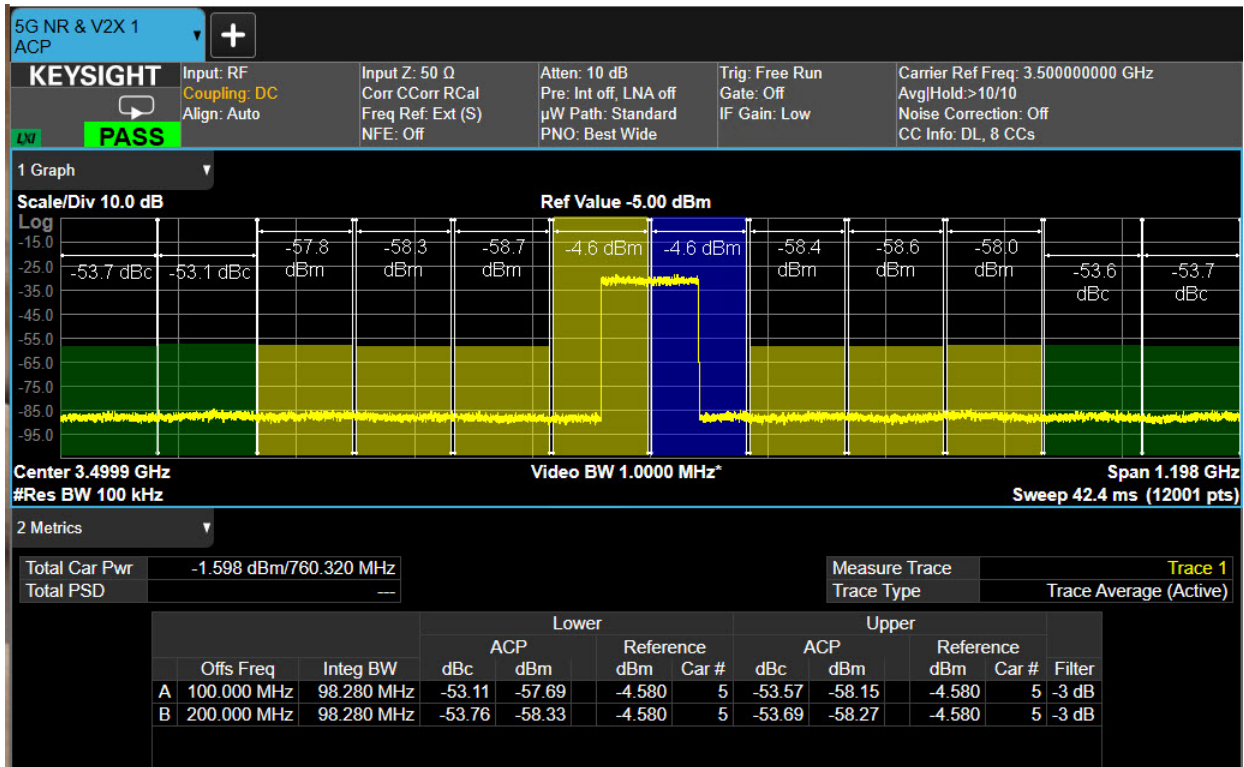 5G NR & V2X 1
ACP
+
KEYSIGHT
LXI
PASS
Input: RF
Coupling: DC
Align: Auto
Input Z: 50 Ω
Corr CCorr RCal
Freq Ref: Ext (S)
NFE: Off
Atten: 10 dB
Pre: Int off, LNA off
µW Path: Standard
PNO: Best Wide
Trig: Free Run
Gate: Off
IF Gain: Low
Carrier Ref Freq: 3.500000000 GHz
Avg|Hold:>10/10
Noise Correction: Off
CC Info: DL, 8 CCs
1 Graph
Scale/Div 10.0 dB
Ref Value -5.00 dBm
Log
-15.0
-25.0
-35.0
-45.0
-55.0
-65.0
-75.0
-85.0
-95.0
-53.7 dBc
-53.1 dBc
-57.8
dBm
-58.3
dBm
-58.7
dBm
-4.6 dBm
-4.6 dBm
-58.4
dBm
-58.6
dBm
-58.0
dBm
-53.6
dBc
-53.7
dBc
Center 3.4999 GHz
Video BW 1.0000 MHz*
Span 1.198 GHz
#Res BW 100 kHz
Sweep 42.4 ms (12001 pts)
2 Metrics
Total Car Pwr -1.598 dBm/760.320 MHz
Total PSD ---
Measure Trace Trace 1
Trace Type Trace Average (Active)
Lower Upper
ACP Reference ACP Reference
Offs Freq Integ BW dBc dBm dBm Car # dBc dBm dBm Car # Filter
A 100.000 MHz 98.280 MHz -53.11 -57.69 -4.580 5 -53.57 -58.15 -4.580 5 -3 dB
B 200.000 MHz 98.280 MHz -53.76 -58.33 -4.580 5 -53.69 -58.27 -4.580 5 -3 dB